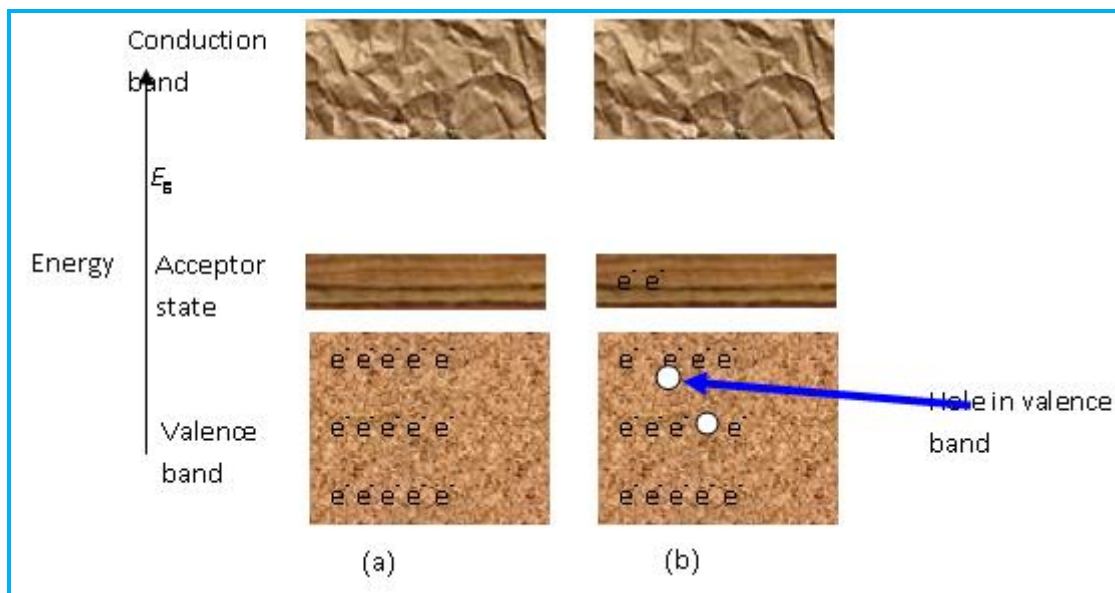 Conduction
band
E
Energy
Acceptor
state
e⁻ e⁻
e⁻ e⁻ e⁻ e⁻ e⁻
e⁻ e⁻ e⁻ e⁻
Hole in valence
band
Valence
band
e⁻ e⁻ e⁻ e⁻ e⁻
e⁻ e⁻ e⁻ e⁻
e⁻ e⁻ e⁻ e⁻ e⁻
e⁻ e⁻ e⁻ e⁻ e⁻
(a)
(b)